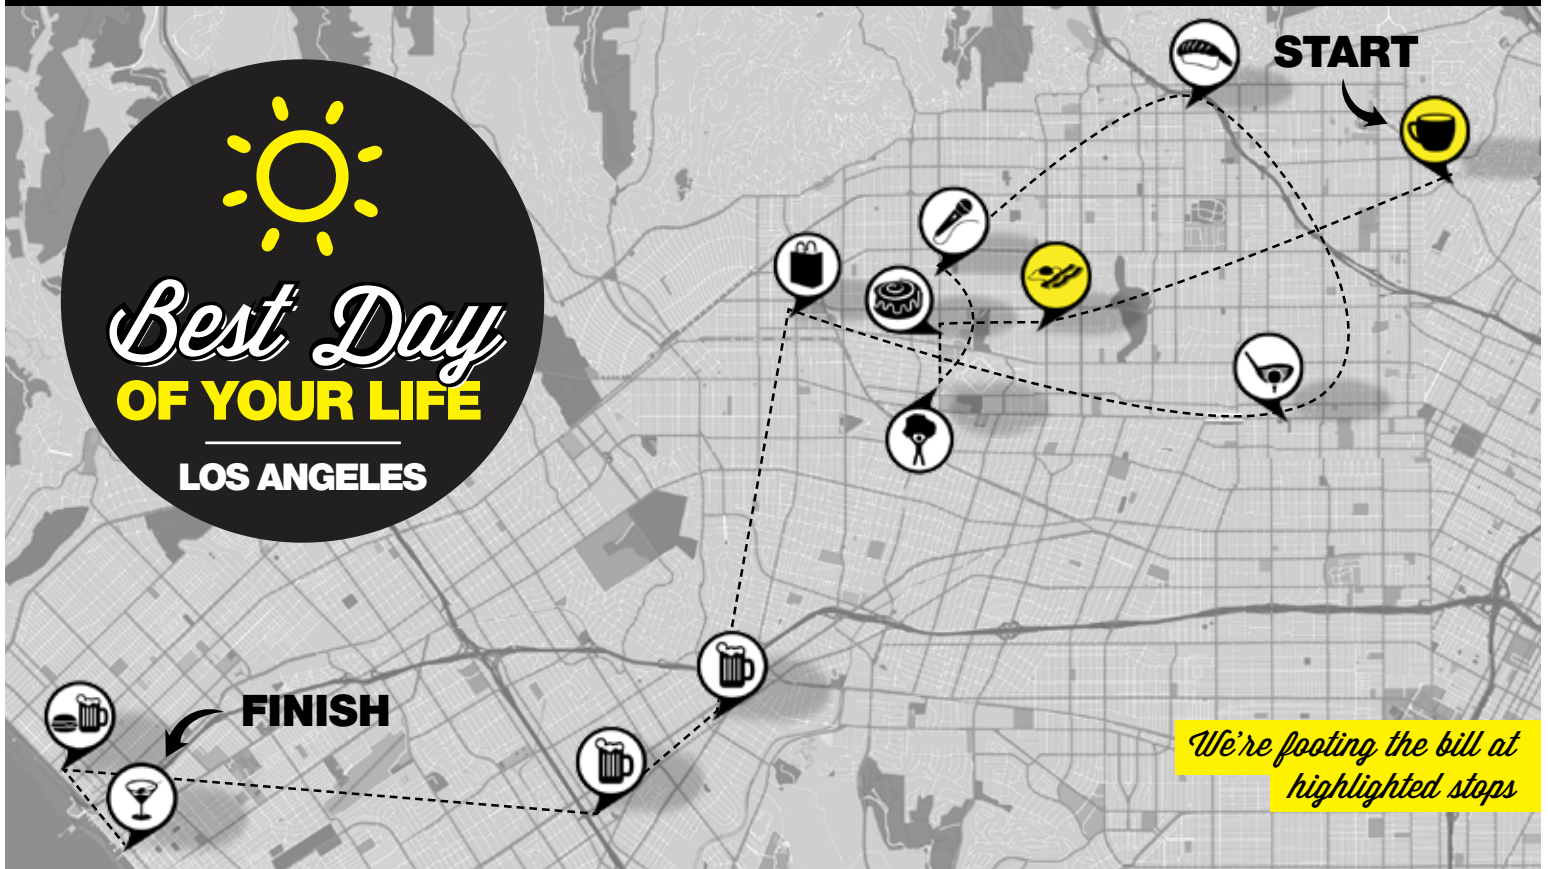 START
Best Day
OF YOUR LIFE
LOS ANGELES
FINISH
We're footing the bill at
highlighted stops